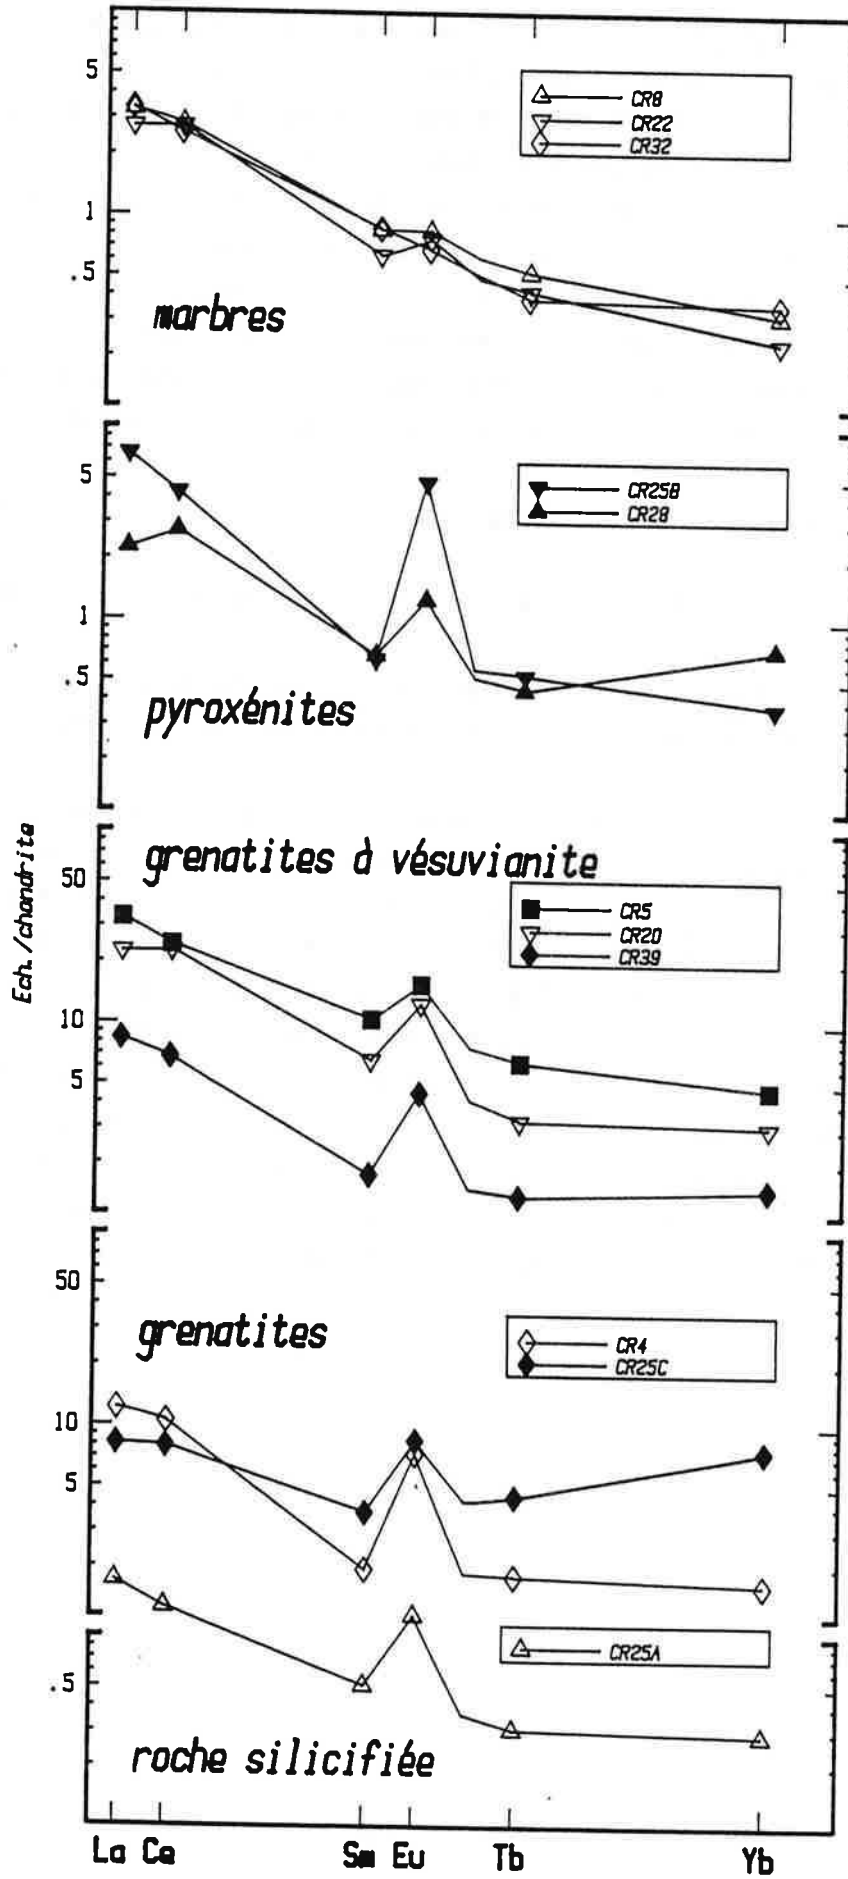 5
CR8
CR22
CR32
1
.5
marbres
5
CR25B
CR28
1
.5
pyroxénites
Ech./chondrite
grenatites à vésuvianite
50
CR5
CR20
CR39
10
5
50
grenatites
CR4
CR25C
10
5
CR25A
.5
roche silicifiée
La Ce Sm Eu Tb Yb